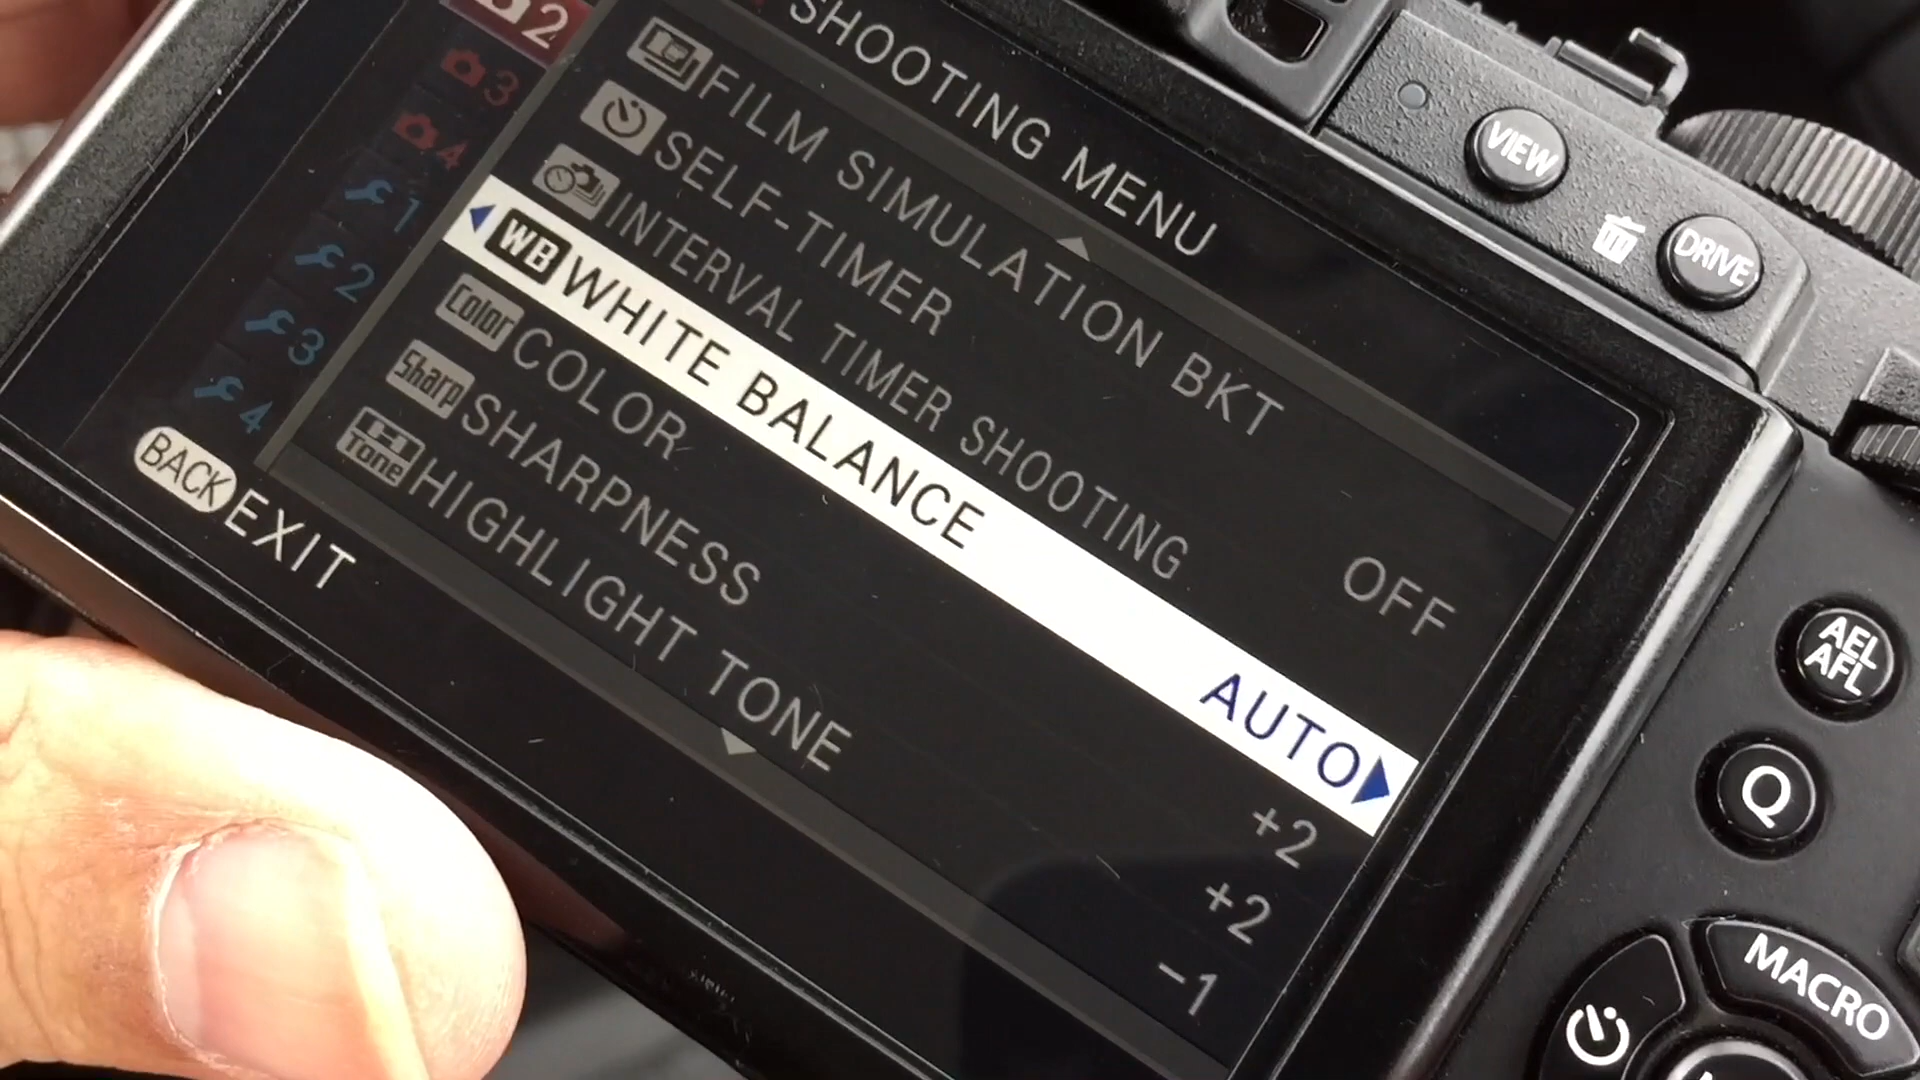 SHOOTING MENU
2
3
4
1
2
3
4
FILM SIMULATION BKT
SELF-TIMER OFF
INTERVAL TIMER SHOOTING
WB WHITE BALANCE AUTO
Color COLOR +2
Sharp SHARPNESS +2
H TONE HIGHLIGHT TONE -1
BACK EXIT
VIEW
DRIVE
AEL
AFL
Q
MACRO